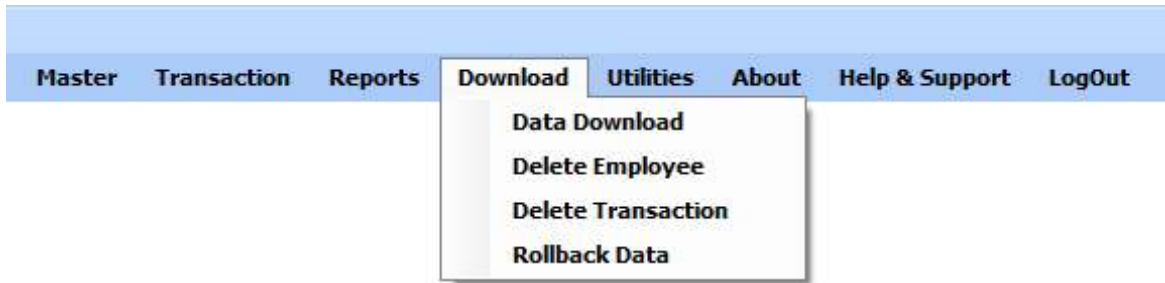 Master Transaction Reports Download Utilities About Help & Support LogOut
Data Download
Delete Employee
Delete Transaction
Rollback Data